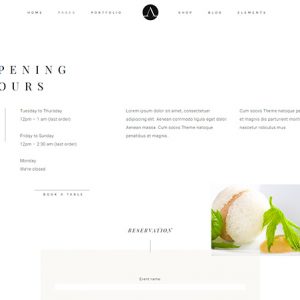 HOME
PAGES
PORTFOLIO
SHOP
BLOG
ELEMENTS
PENING
OURS
Tuesday to Thursday
12pm – 1 am (last order)
Friday to Sunday
12pm – 2:30 am (last order)
Monday
We're closed
Lorem ipsum dolor sit amet, consectetuer
adipiscing elit. Aenean commodo ligula eget dolor.
Aenean massa. Cum sociis Theme natoque
penatibus et magnis .
Cum sociis Theme natoque p
et magnis dis parturient mo
nascetur ridiculus mus.
BOOK A TABLE
RESERVATION
Event name